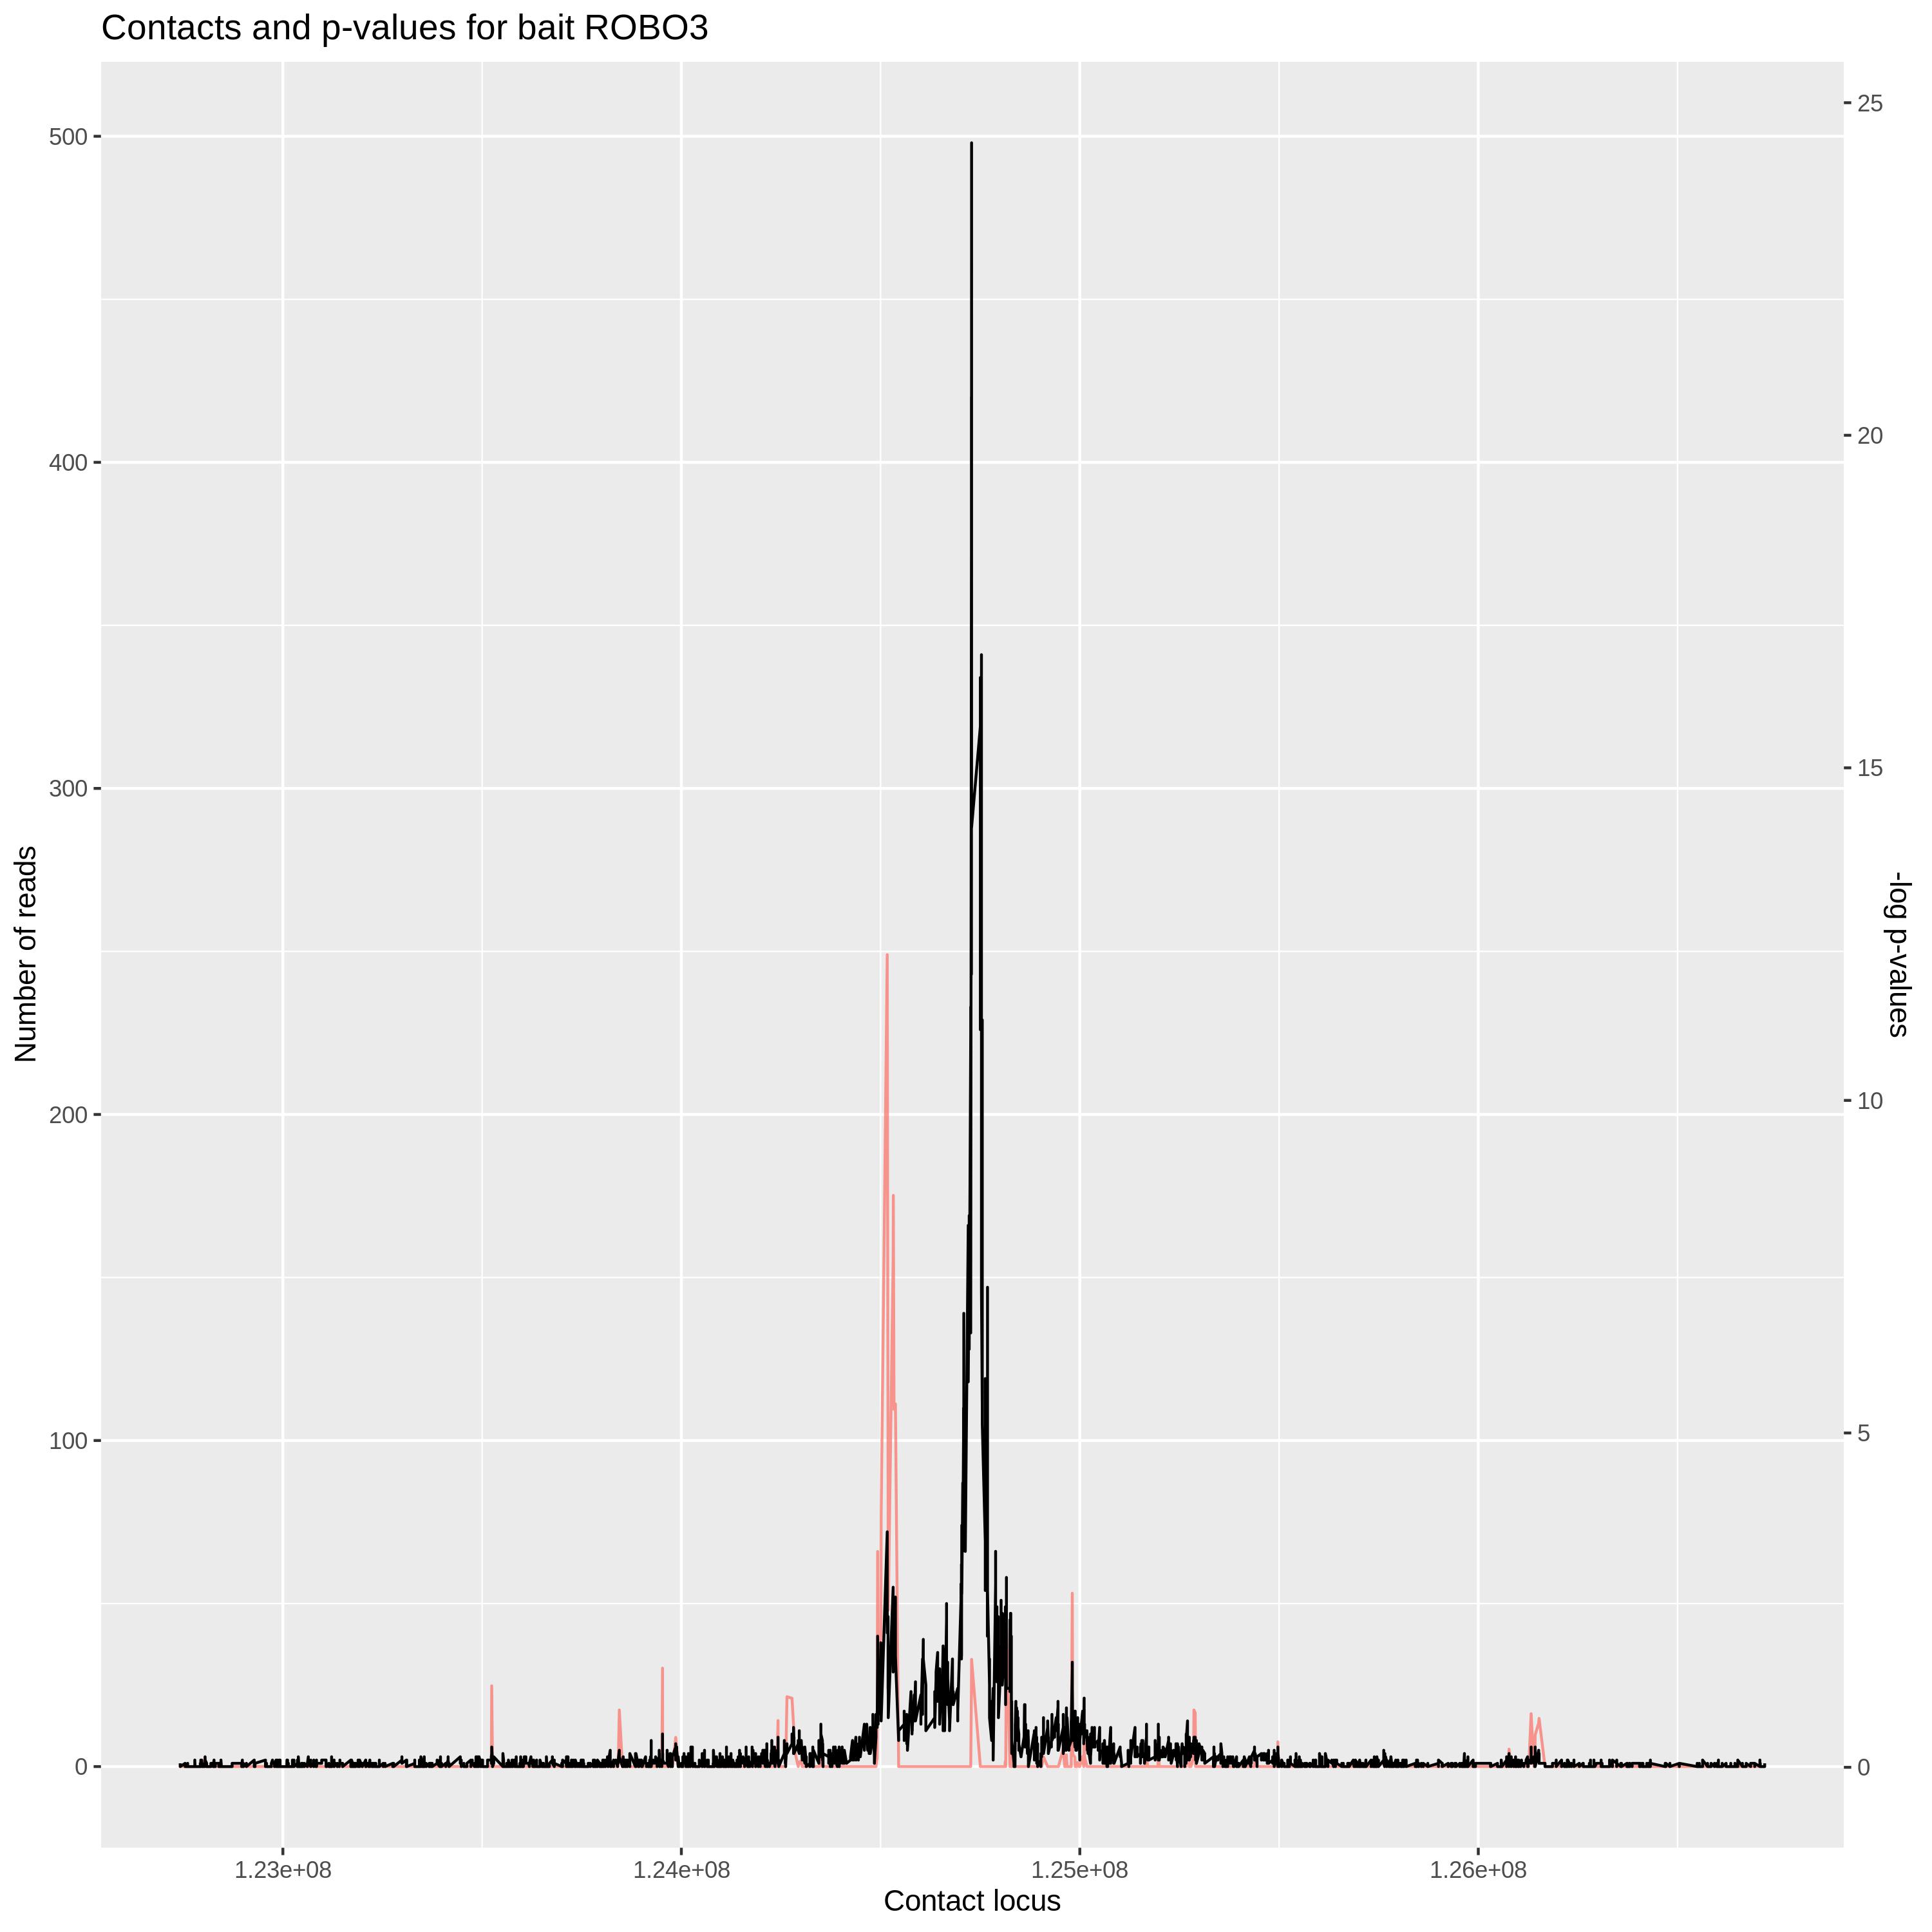 Contacts and p-values for bait ROBO3
500
400
300
200
100
0
Number of reads
25
20
15
10
5
0
-log p-values
1.23e+08
1.24e+08
1.25e+08
1.26e+08
Contact locus